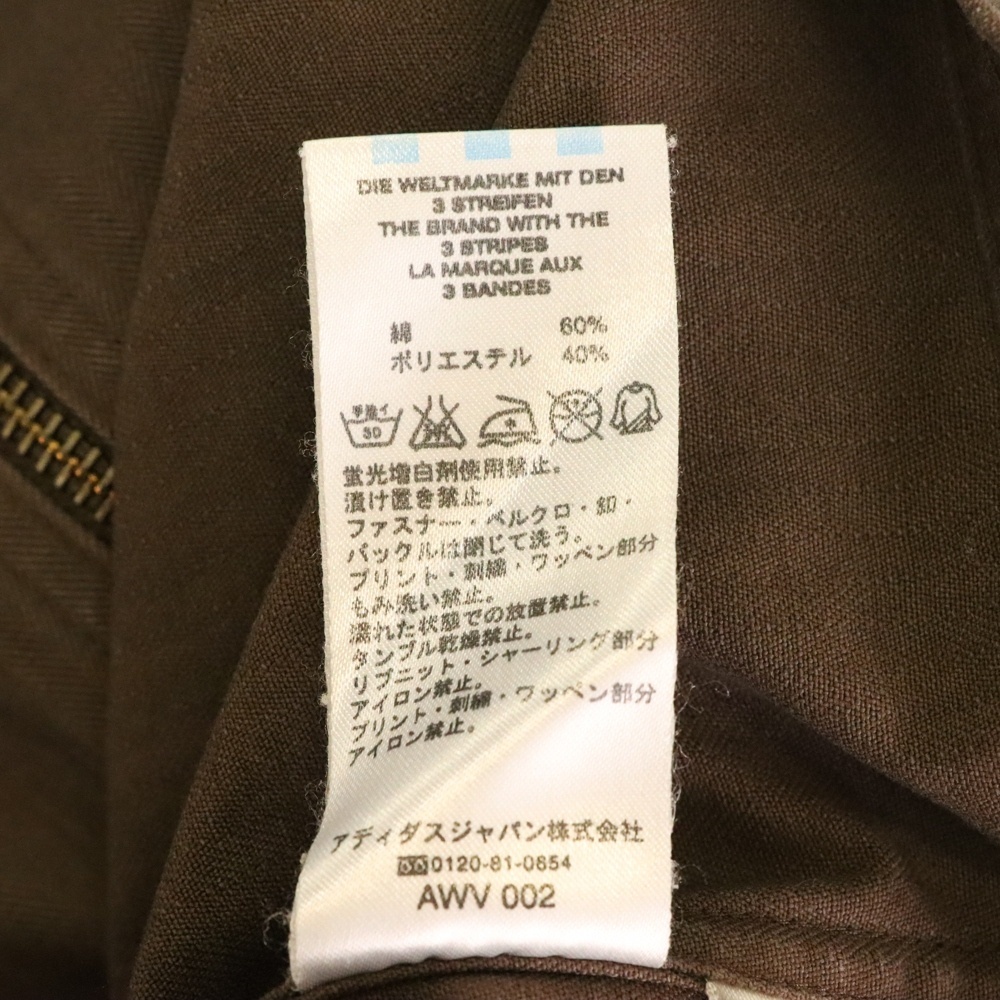 DIE WELTMARKE MIT DEN
3 STREIFEN
THE BRAND WITH THE
3 STRIPES
LA MARQUE AUX
3 BANDES
綿 60%
ポリエステル 40%
手洗イ
30
蛍光増白剤使用禁止。
漬け置き禁止。
ファスナー・ベルクロ・釦・
バックルは閉じて洗う。
プリント・刺繍・ワッペン部分
もみ洗い禁止。
濡れた状態での放置禁止。
タンブル乾燥禁止。
リブニット・シャーリング部分
アイロン禁止。
プリント・刺繍・ワッペン部分
アイロン禁止。
アディダスジャパン株式会社
0120-81-0654
AWV 002